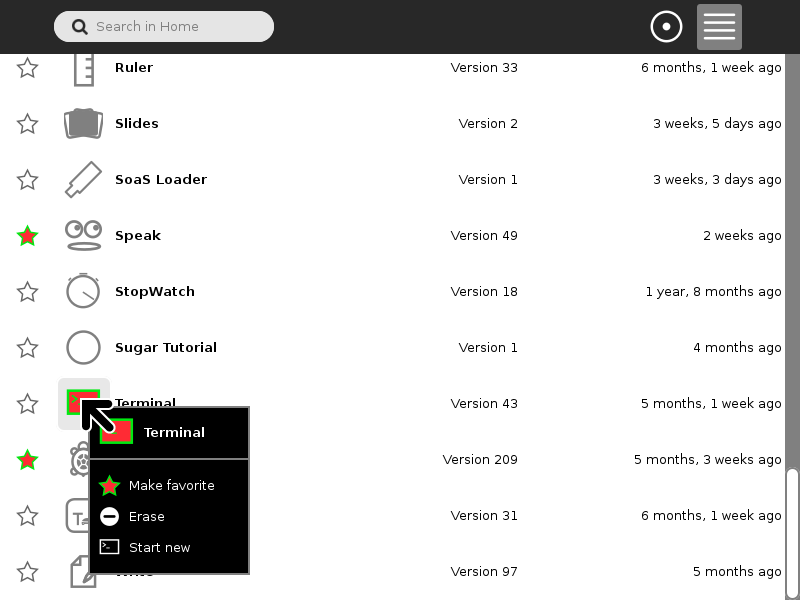 Search in Home
Ruler Version 33 6 months, 1 week ago
Slides Version 2 3 weeks, 5 days ago
SoaS Loader Version 1 3 weeks, 3 days ago
Speak Version 49 2 weeks ago
StopWatch Version 18 1 year, 8 months ago
Sugar Tutorial Version 1 4 months ago
Terminal Version 43 5 months, 1 week ago
Terminal
Version 209 5 months, 3 weeks ago
Make favorite
Erase
Version 31 6 months, 1 week ago
Start new
Version 97 5 months ago